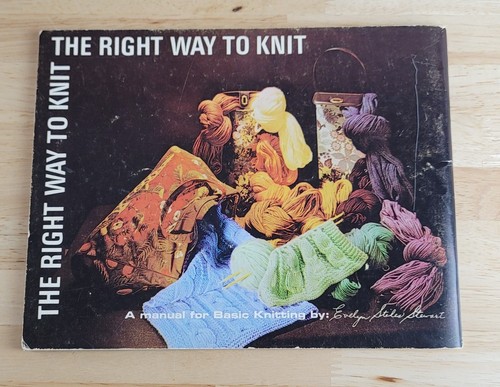 THE RIGHT WAY TO KNIT
THE RIGHT WAY TO KNIT
A manual for Basic Knitting by: Evelyn Stiles Stewart